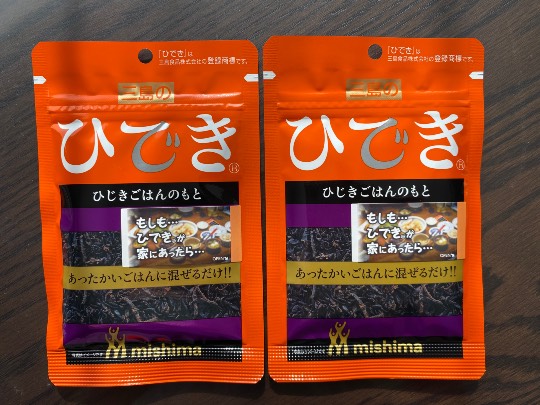 「ひでき」は
三島食品株式会社の登録商標です。
三島の
ひでき®
ひじきごはんのもと
もしも…
ひできが
家にあったら…
あったかいごはんに混ぜるだけ!!
mishima
「ひでき」は
三島食品株式会社の登録商標です。
三島の
ひでき®
ひじきごはんのもと
もしも…
ひできが
家にあったら…
あったかいごはんに混ぜるだけ!!
mishima